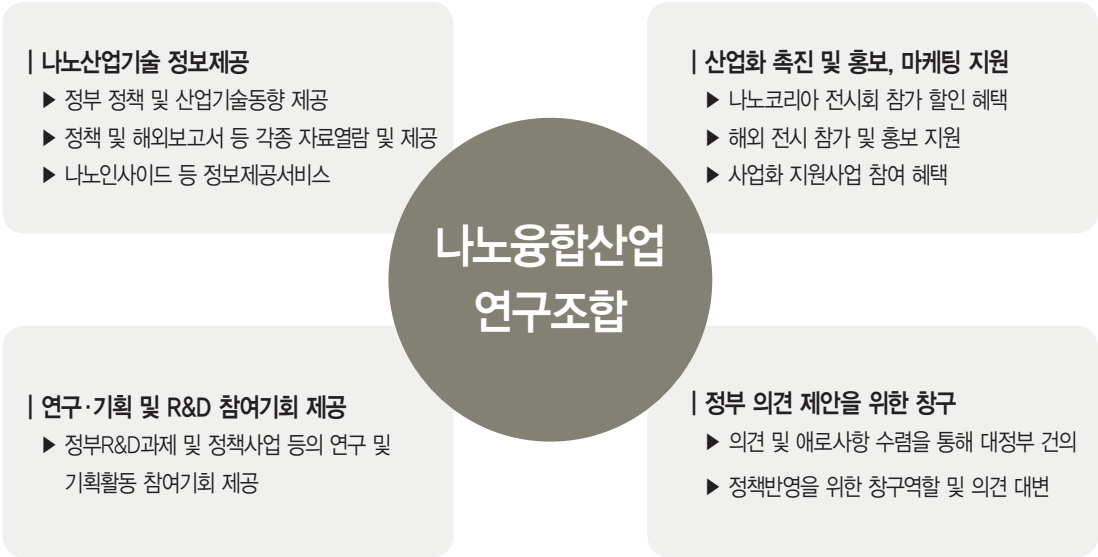 | 나노산업기술 정보제공
▶ 정부 정책 및 산업기술동향 제공
▶ 정책 및 해외보고서 등 각종 자료열람 및 제공
▶ 나노인사이드 등 정보제공서비스
| 산업화 촉진 및 홍보, 마케팅 지원
▶ 나노코리아 전시회 참가 할인 혜택
▶ 해외 전시 참가 및 홍보 지원
▶ 사업화 지원사업 참여 혜택
나노융합산업
연구조합
| 연구·기획 및 R&D 참여기회 제공
▶ 정부R&D과제 및 정책사업 등의 연구 및
기획활동 참여기회 제공
| 정부 의견 제안을 위한 창구
▶ 의견 및 애로사항 수렴을 통해 대정부 건의
▶ 정책반영을 위한 창구역할 및 의견 대변